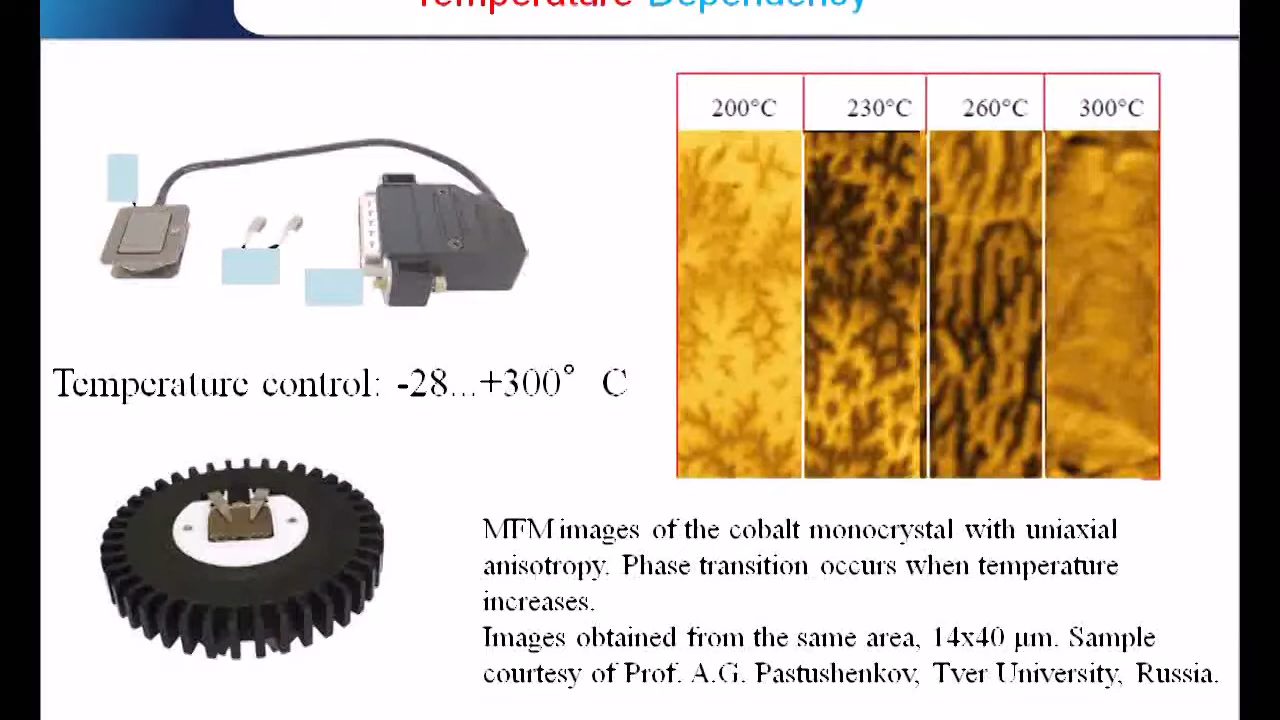 Temperature Dependency
200°C 230°C 260°C 300°C
Temperature control: -28...+300° C
MFM images of the cobalt monocrystal with uniaxial
anisotropy. Phase transition occurs when temperature
increases.
Images obtained from the same area, 14x40 μm. Sample
courtesy of Prof. A.G. Pastushenkov, Tver University, Russia.